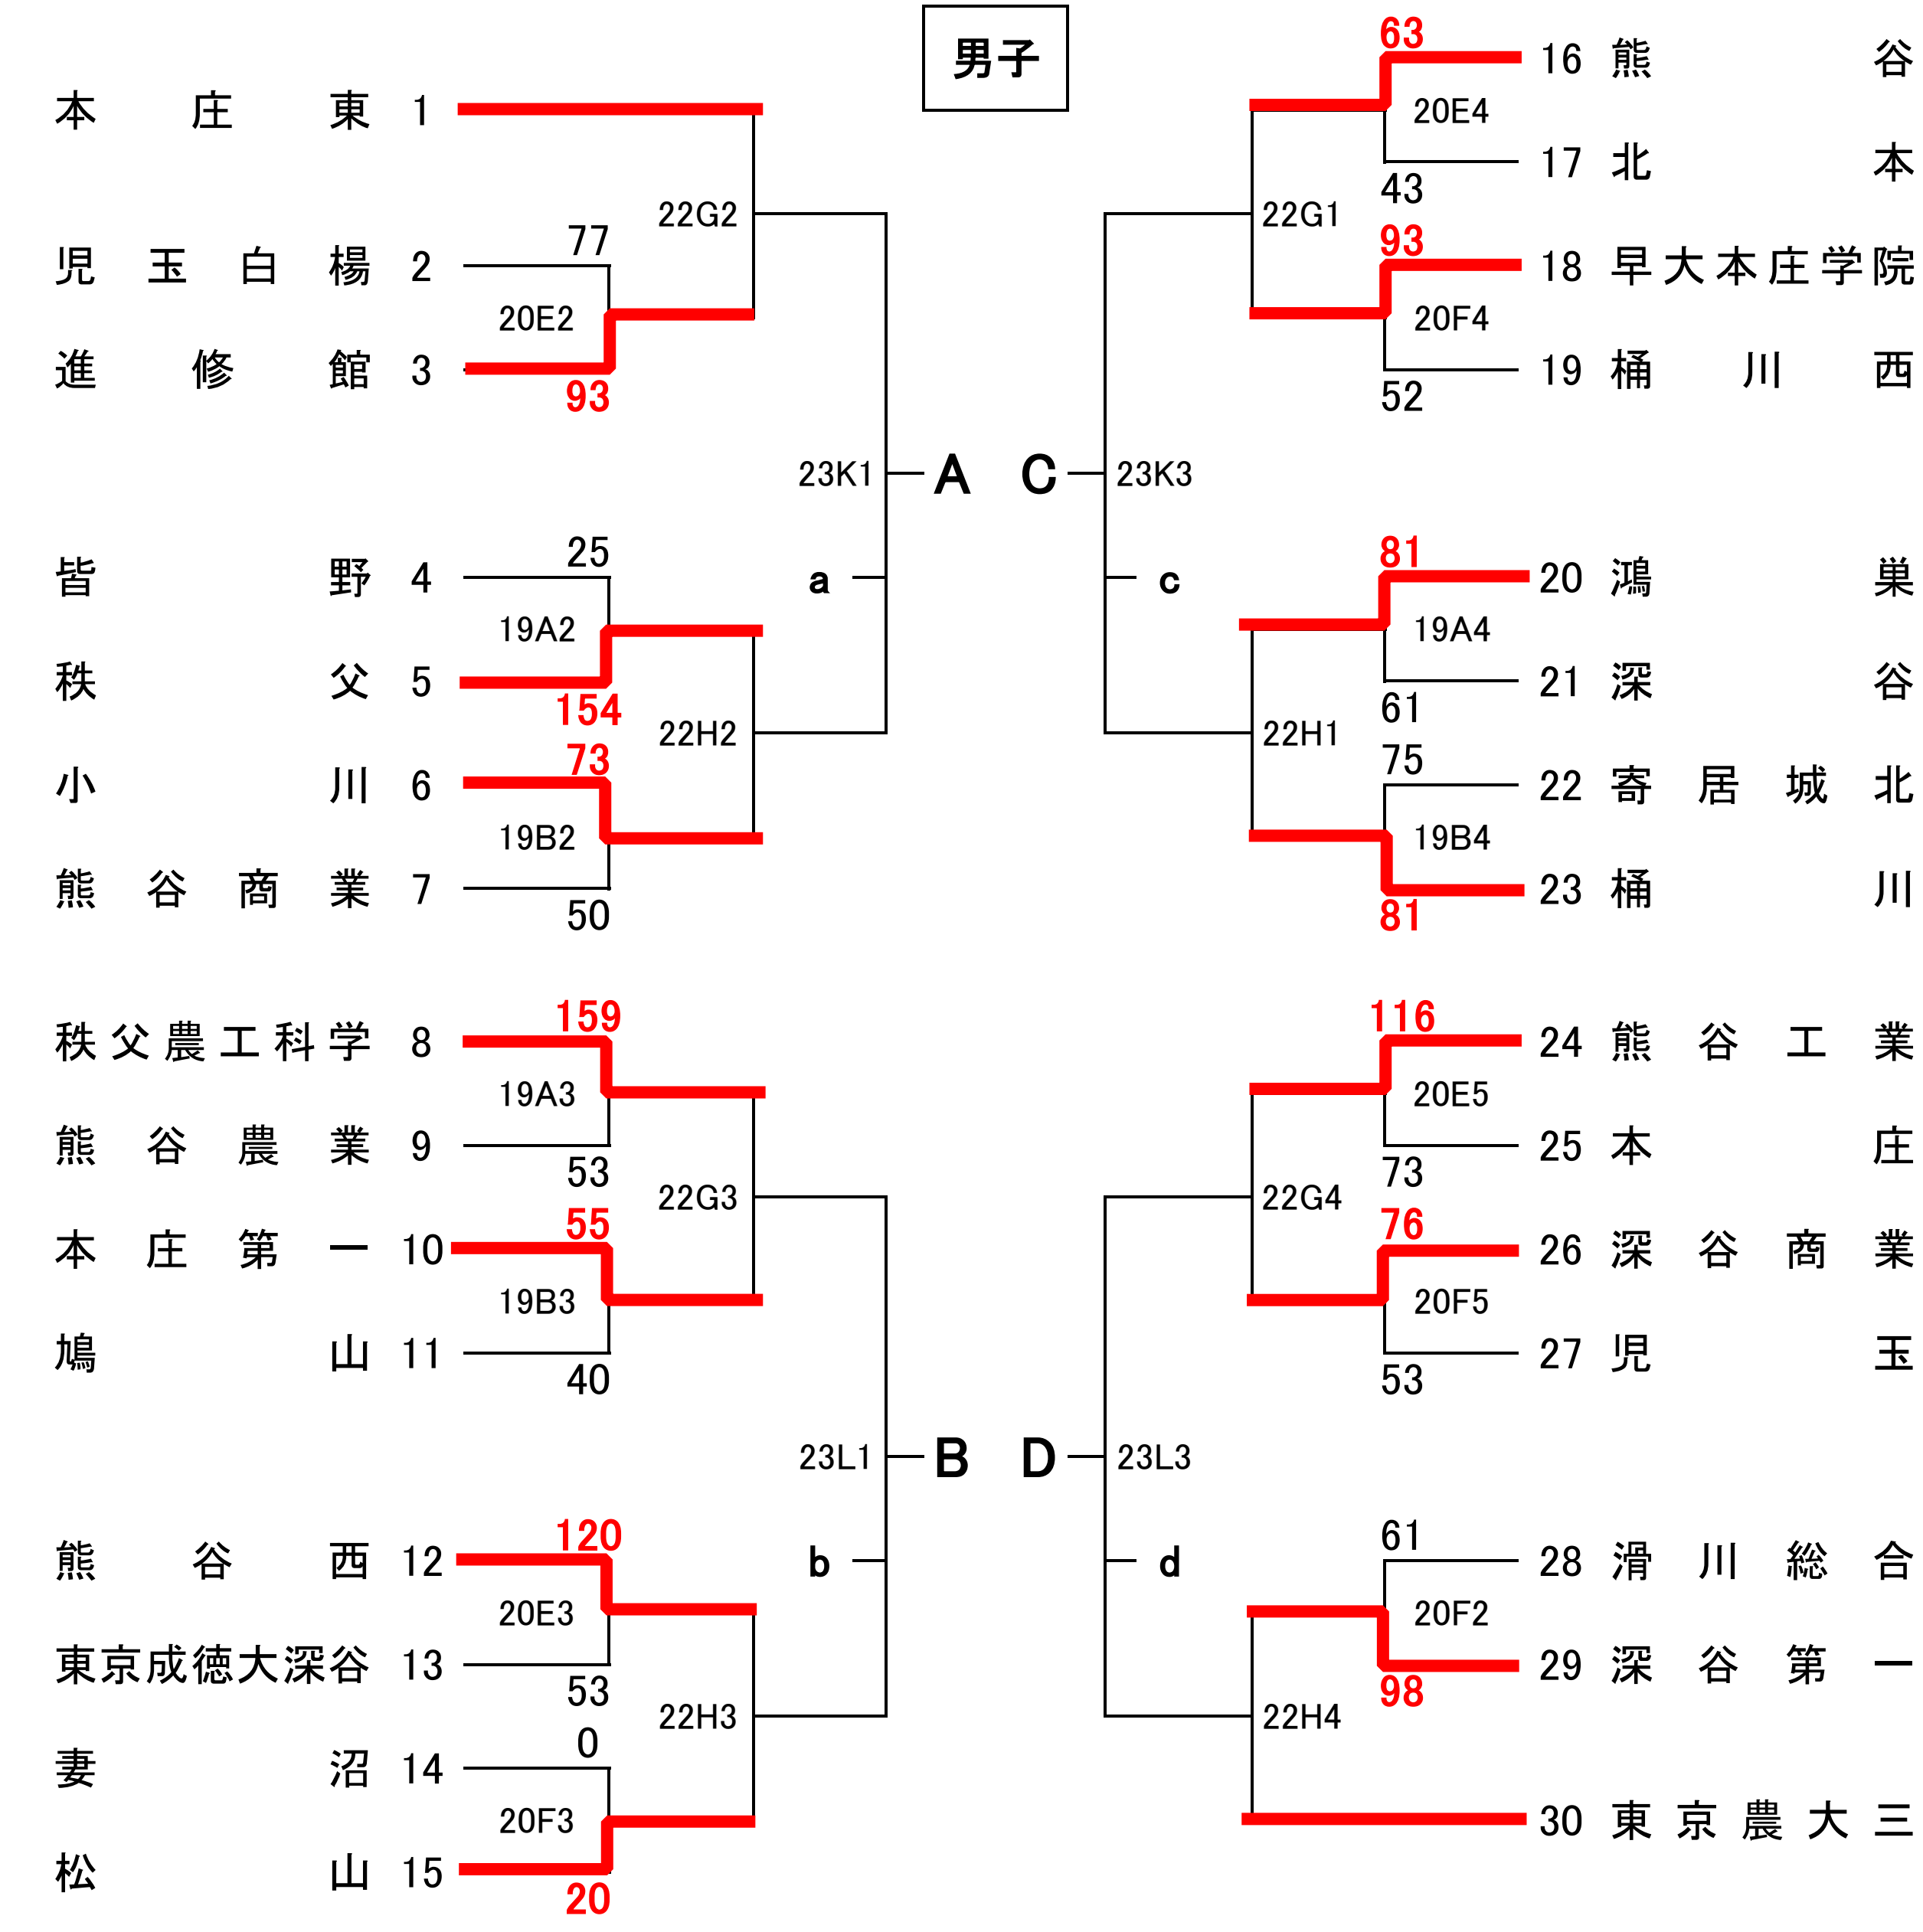 男子
本庄東 1
22G2
77
児玉白楊 2
20E2
進修館 3
93
23K1
A
25
皆野 4
a
19A2
秩父 5
154
22H2
73
小川 6
19B2
熊谷商業 7
50
159
秩父農工科学 8
19A3
熊谷農業 9
53
22G3
55
本庄第一 10
19B3
鳩山 11
40
23L1
B
120
熊谷西 12
b
20E3
東京成徳大深谷 13
53
22H3
0
妻沼 14
20F3
松山 15
20
63
16 熊谷
20E4
17 北本
43
22G1
93
18 早大本庄学院
20F4
19 桶川西
52
C
23K3
81
20 鴻巣
c
19A4
21 深谷
61
22H1
75
22 寄居城北
19B4
23 桶川
81
116
24 熊谷工業
20E5
25 本庄
73
22G4
76
26 深谷商業
20F5
27 児玉
53
D
23L3
61
28 滑川総合
d
20F2
29 深谷第一
98
22H4
30 東京農大三